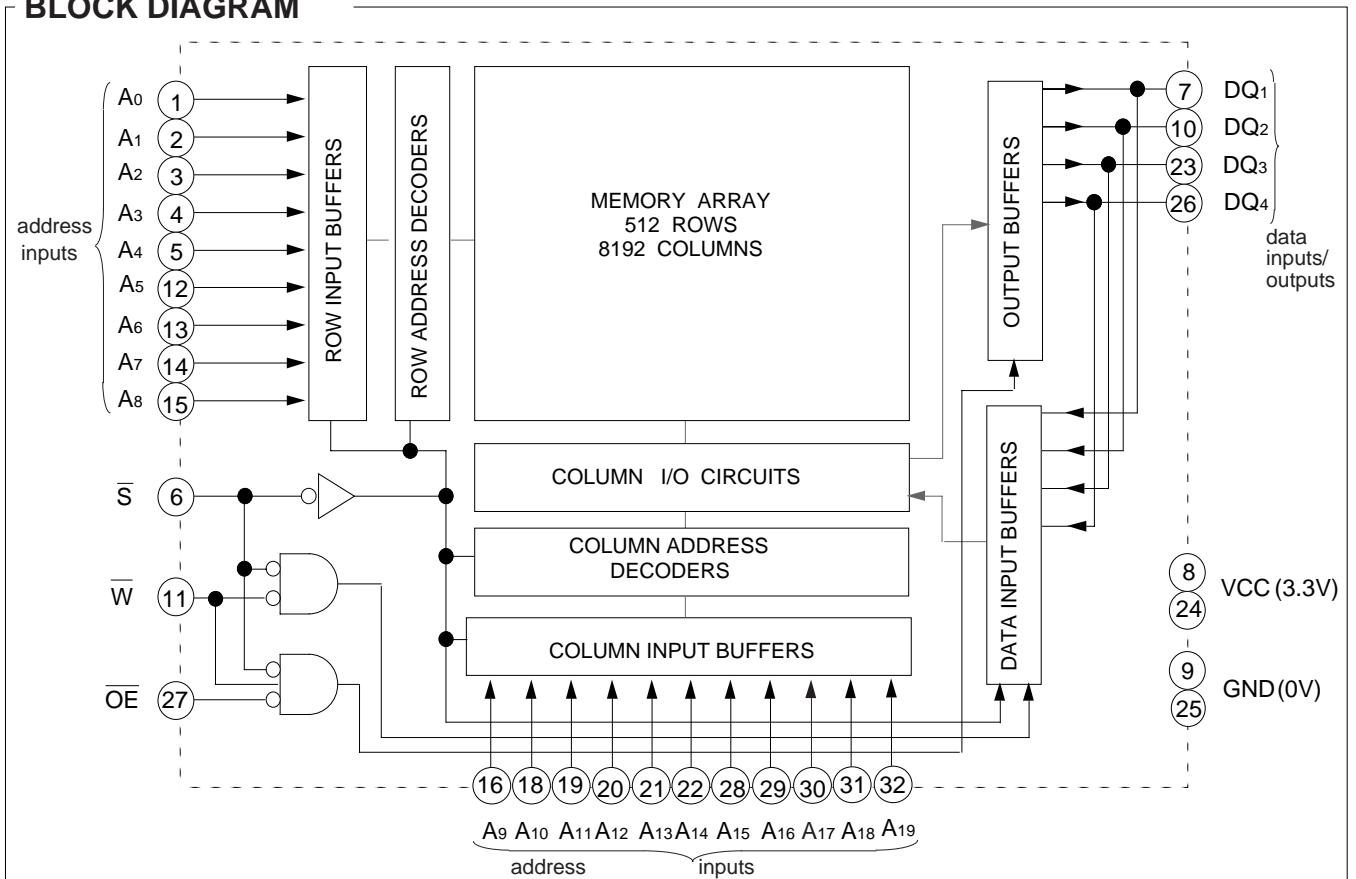 BLOCK DIAGRAM
address
inputs
A0 1
A1 2
A2 3
A3 4
A4 5
A5 12
A6 13
A7 14
A8 15
S̅ 6
W̅ 11
O̅E̅ 27
ROW INPUT BUFFERS
ROW ADDRESS DECODERS
MEMORY ARRAY
512 ROWS
8192 COLUMNS
COLUMN I/O CIRCUITS
COLUMN ADDRESS
DECODERS
COLUMN INPUT BUFFERS
OUTPUT BUFFERS
DATA INPUT BUFFERS
7 DQ1
10 DQ2
23 DQ3
26 DQ4
data
inputs/
outputs
8
24
VCC (3.3V)
9
25
GND (0V)
16 18 19 20 21 22 28 29 30 31 32
A9 A10 A11 A12 A13 A14 A15 A16 A17 A18 A19
address inputs